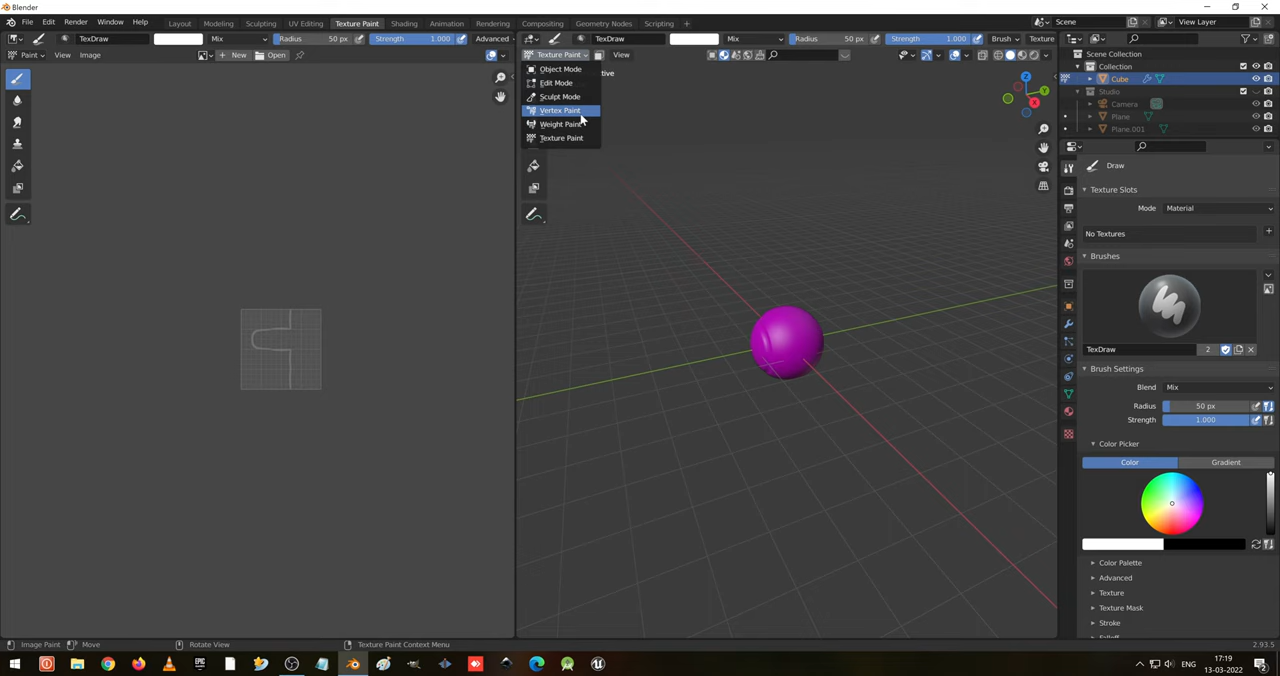 Blender
File Edit Render Window Help Layout Modeling Sculpting UV Editing Texture Paint Shading Animation Rendering Compositing Geometry Nodes Scripting + Scene View Layer
TexDraw Mix Radius 50 px Strength 1.000 Advanced TexDraw Mix Radius 50 px Strength 1.000 Brush Texture
Paint View Image + New Open Texture Paint View
Scene Collection
Collection
Cube
Studio
Camera
Plane
Plane.001
Object Mode
Edit Mode
Sculpt Mode
Vertex Paint
Weight Paint
Texture Paint
Z
Y
X
Draw
Texture Slots
Mode Material
No Textures
Brushes
TexDraw 2
Brush Settings
Blend Mix
Radius 50 px
Strength 1.000
Color Picker
Color Gradient
Color Palette
Advanced
Texture
Texture Mask
Stroke
Image Paint Move Rotate View Texture Paint Context Menu 2.93.5
ENG 17:19
13-03-2022